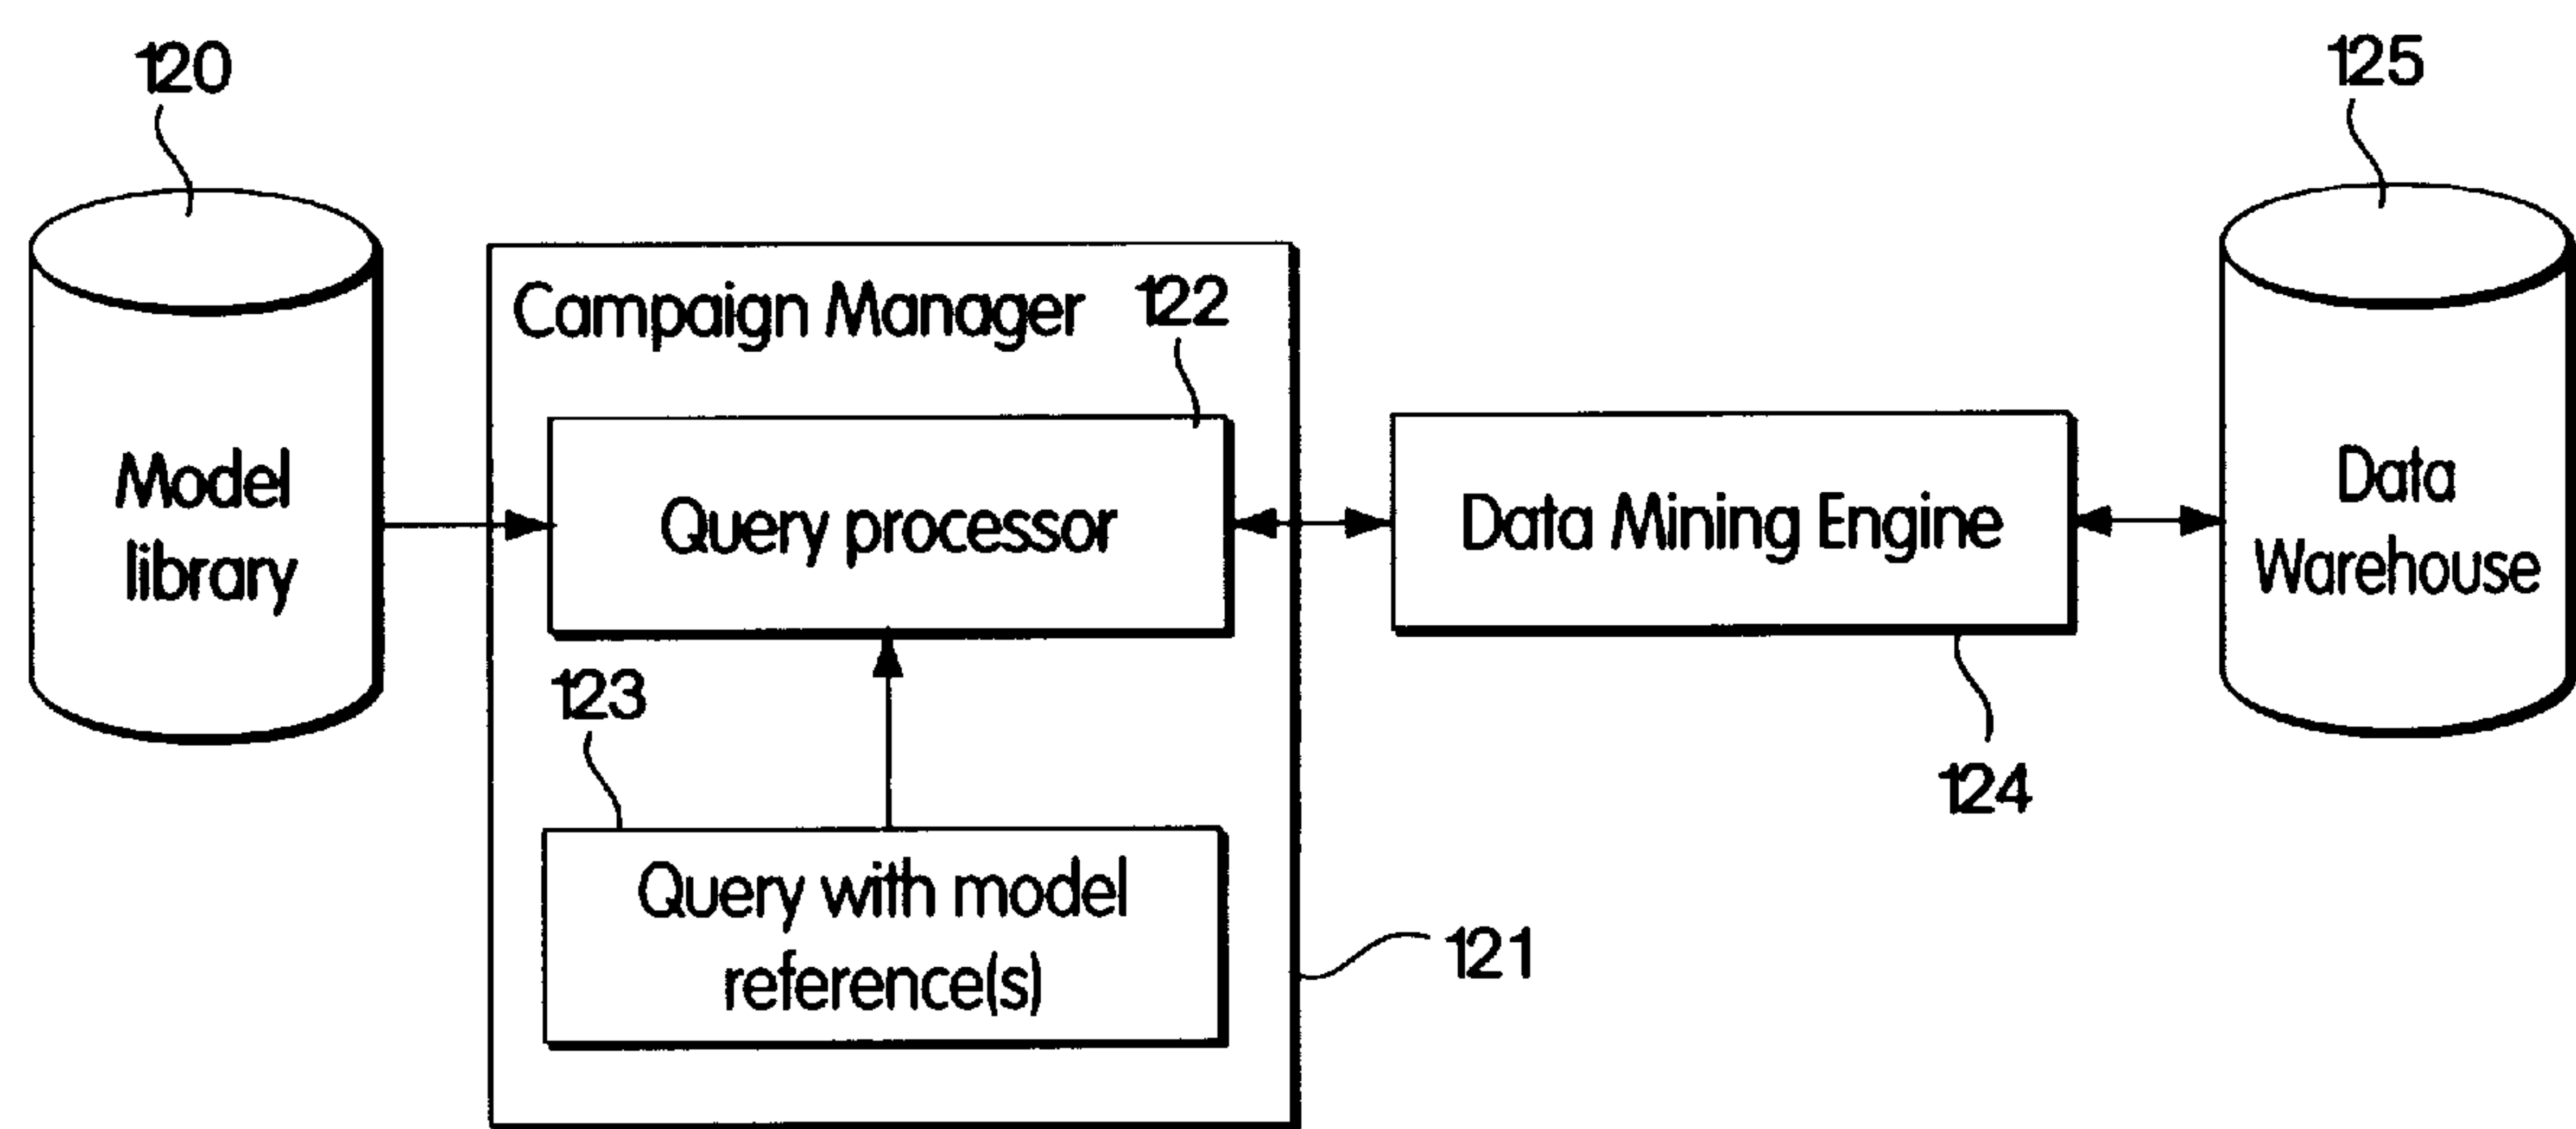 120
125
Campaign Manager
122
Model
library
Query processor
Data Mining Engine
Data
Warehouse
123
124
Query with model
reference(s)
121